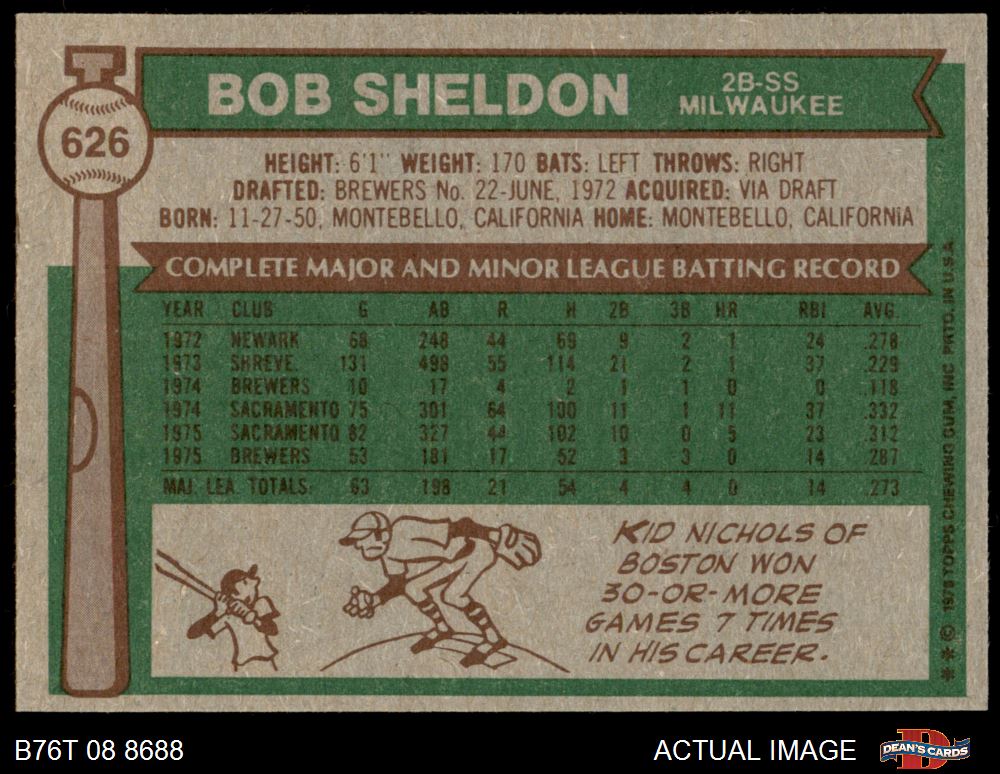 BOB SHELDON
2B-SS
MILWAUKEE
626
HEIGHT: 6'1" WEIGHT: 170 BATS: LEFT THROWS: RIGHT
DRAFTED: BREWERS No. 22-JUNE, 1972 ACQUIRED: VIA DRAFT
BORN: 11-27-50, MONTEBELLO, CALIFORNIA HOME: MONTEBELLO, CALIFORNIA
COMPLETE MAJOR AND MINOR LEAGUE BATTING RECORD
YEAR CLUB G AB R H 2B 3B HR RBI AVG.
1972 NEWARK 68 248 44 69 9 2 1 24 .278
1973 SHREVE. 131 498 55 114 21 2 1 37 .229
1974 BREWERS 10 17 4 2 1 1 0 0 .118
1974 SACRAMENTO 75 301 64 100 11 1 11 37 .332
1975 SACRAMENTO 82 327 44 102 10 0 5 23 .312
1975 BREWERS 53 181 17 52 3 3 0 14 .287
MAJ. LEA. TOTALS 63 198 21 54 4 4 0 14 .273
KID NICHOLS OF
BOSTON WON
30-OR-MORE
GAMES 7 TIMES
IN HIS CAREER.
** © 1976 TOPPS CHEWING GUM, INC PRTD. IN U.S.A.
B76T 08 8688
ACTUAL IMAGE
DEAN'S CARDS